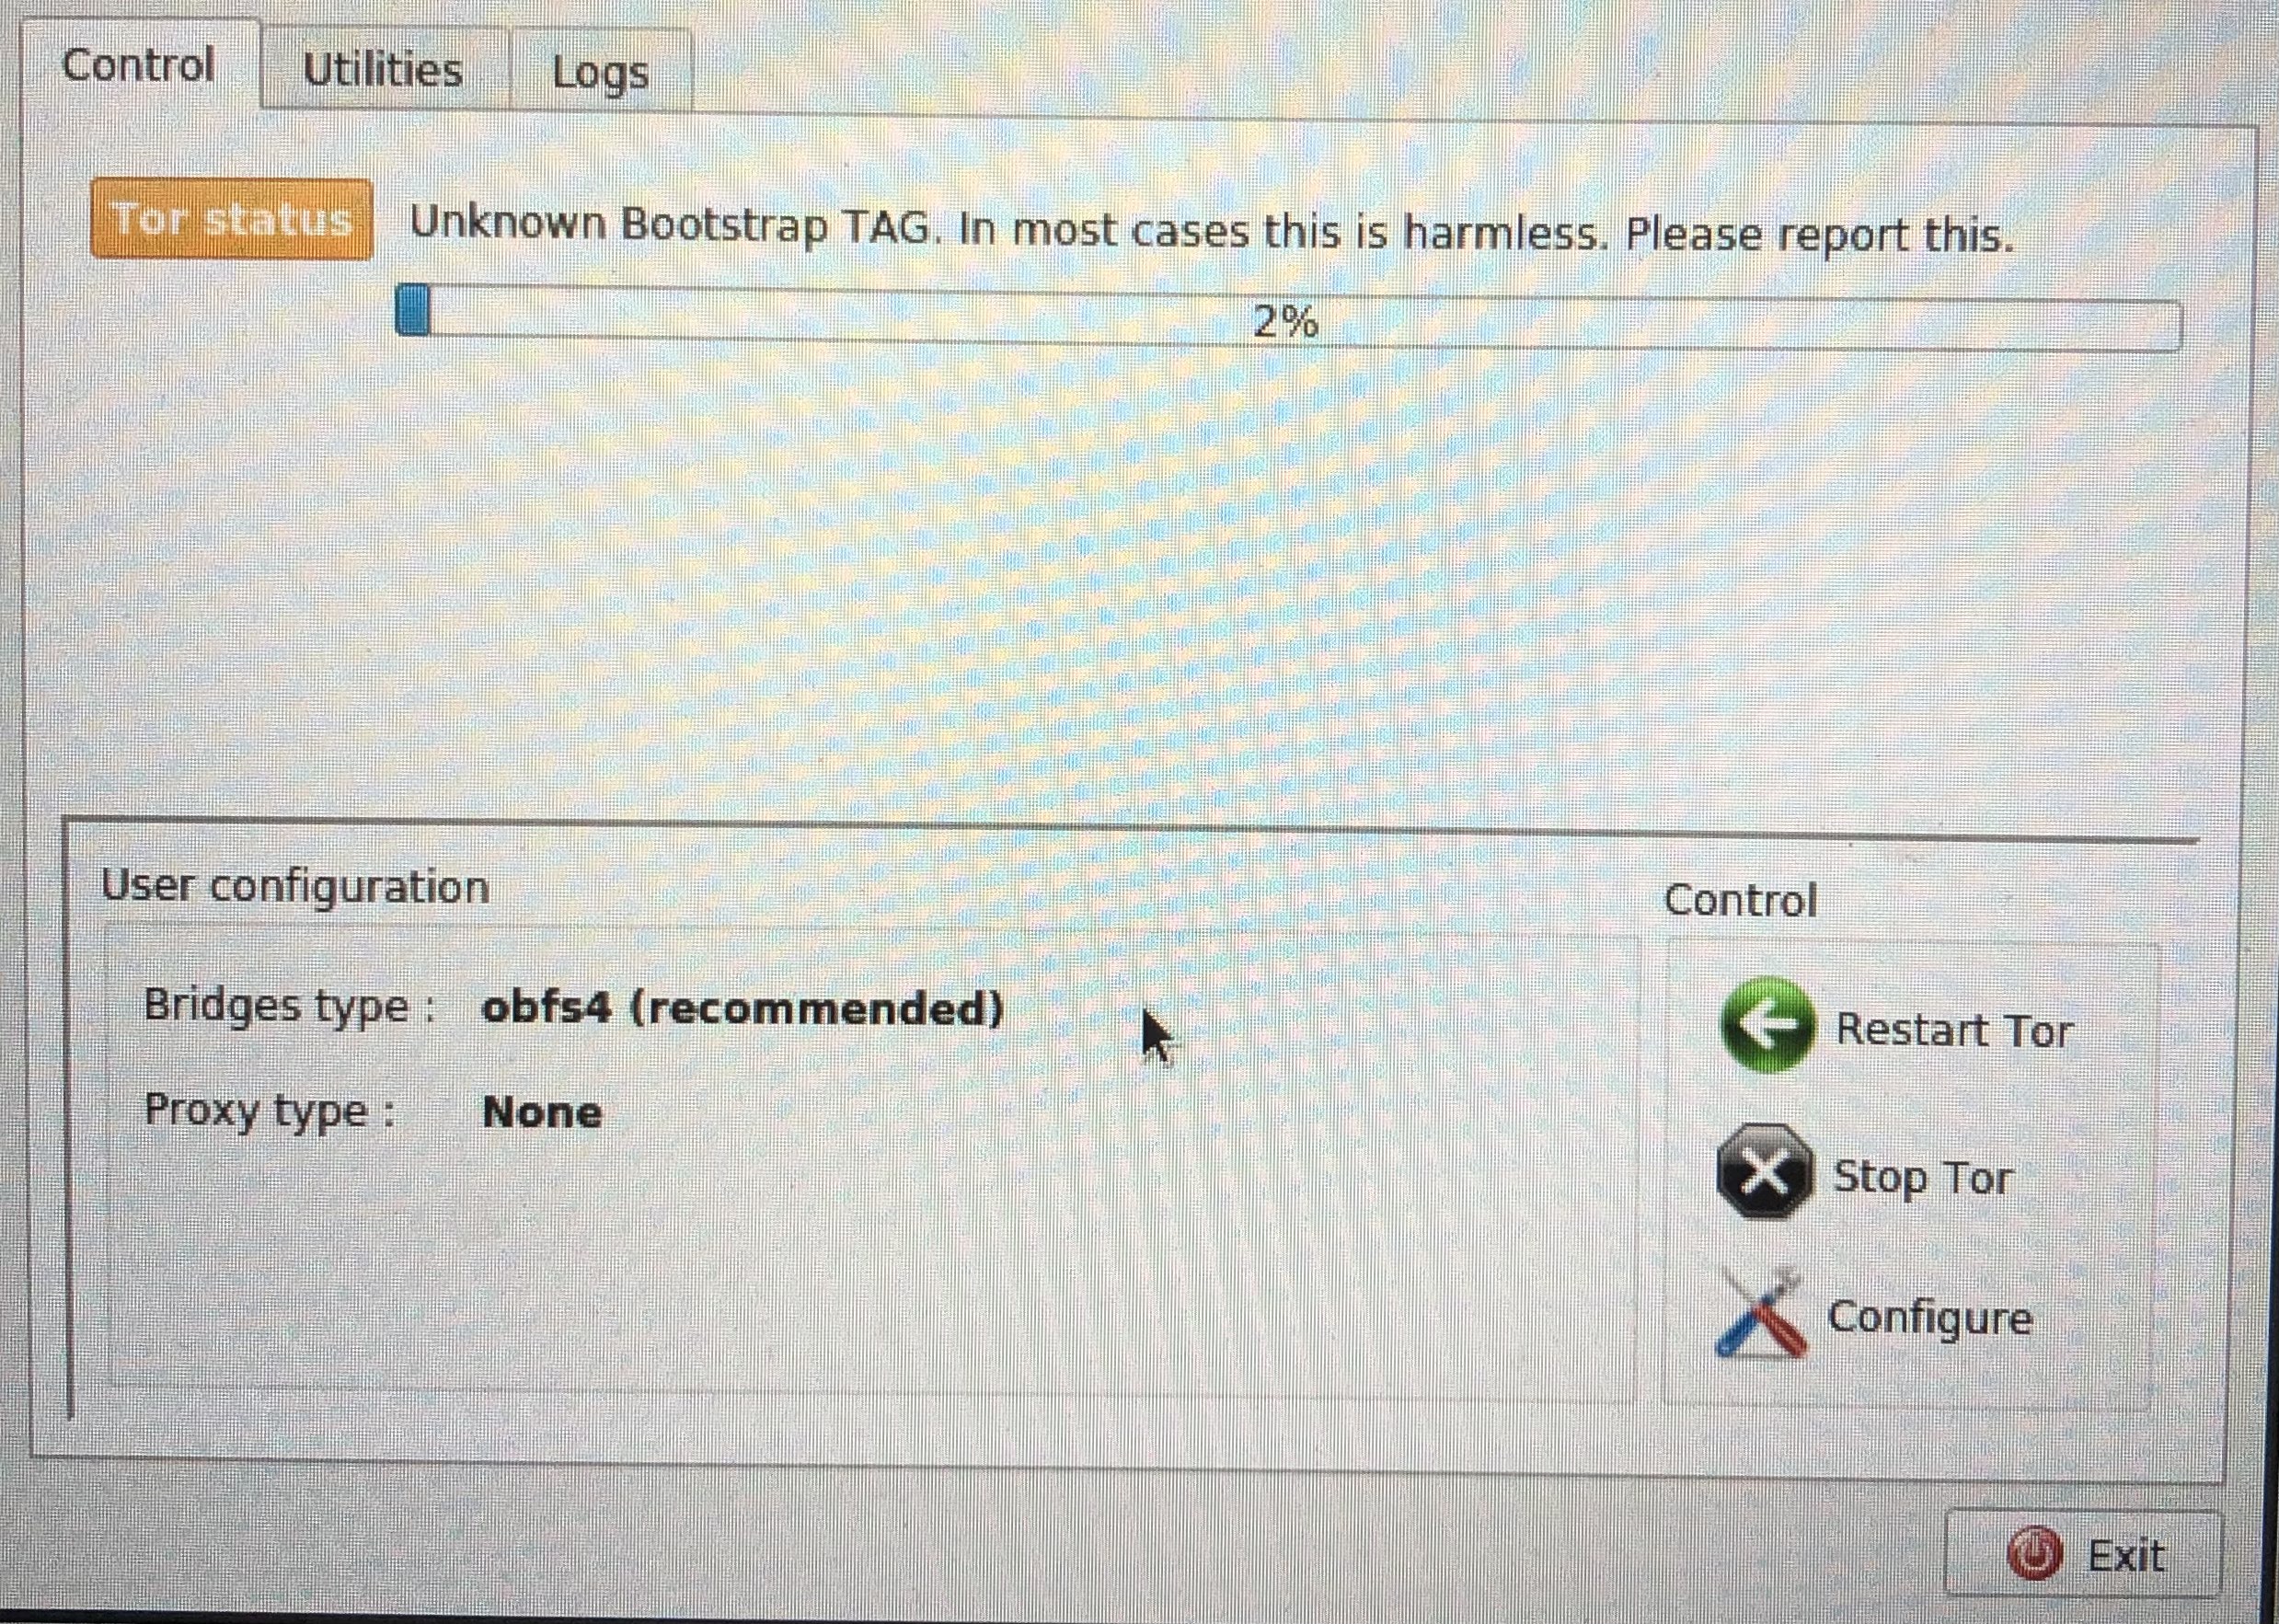 Control Utilities Logs
Tor status Unknown Bootstrap TAG. In most cases this is harmless. Please report this.
2%
User configuration
Bridges type : obfs4 (recommended)
Proxy type : None
Control
Restart Tor
Stop Tor
Configure
Exit